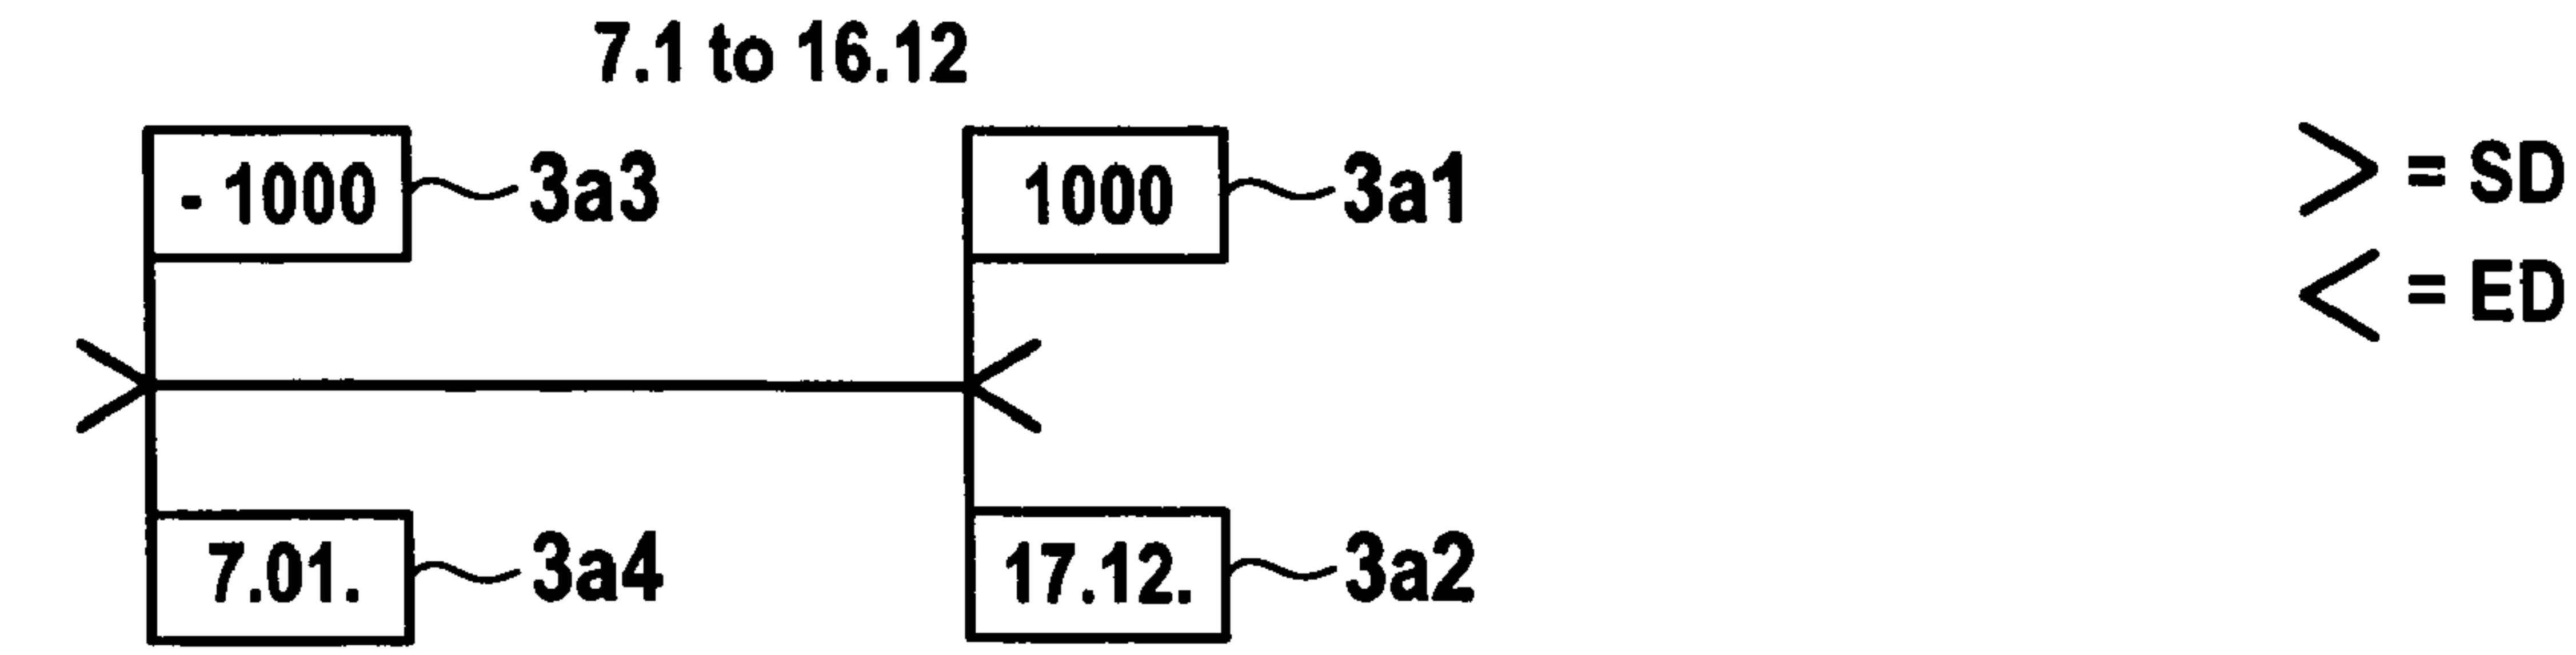 7.1 to 16.12
- 1000 3a3 1000 3a1 > = SD
< = ED
7.01. 3a4 17.12. 3a2